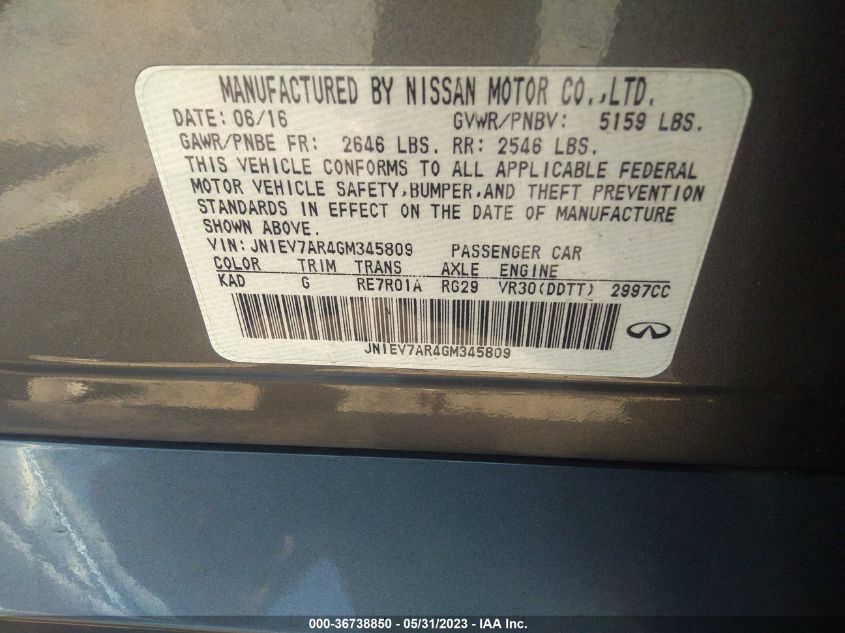 MANUFACTURED BY NISSAN MOTOR CO.,LTD.
DATE: 06/16 GVWR/PNBV: 5159 LBS.
GAWR/PNBE FR: 2646 LBS. RR: 2546 LBS.
THIS VEHICLE CONFORMS TO ALL APPLICABLE FEDERAL
MOTOR VEHICLE SAFETY,BUMPER,AND THEFT PREVENTION
STANDARDS IN EFFECT ON THE DATE OF MANUFACTURE
SHOWN ABOVE.
VIN: JN1EV7AR4GM345809 PASSENGER CAR
COLOR TRIM TRANS AXLE ENGINE
KAD G RE7R01A RG29 VR30(DDTT) 2997CC
JN1EV7AR4GM345809
000-36738850 - 05/31/2023 - IAA Inc.